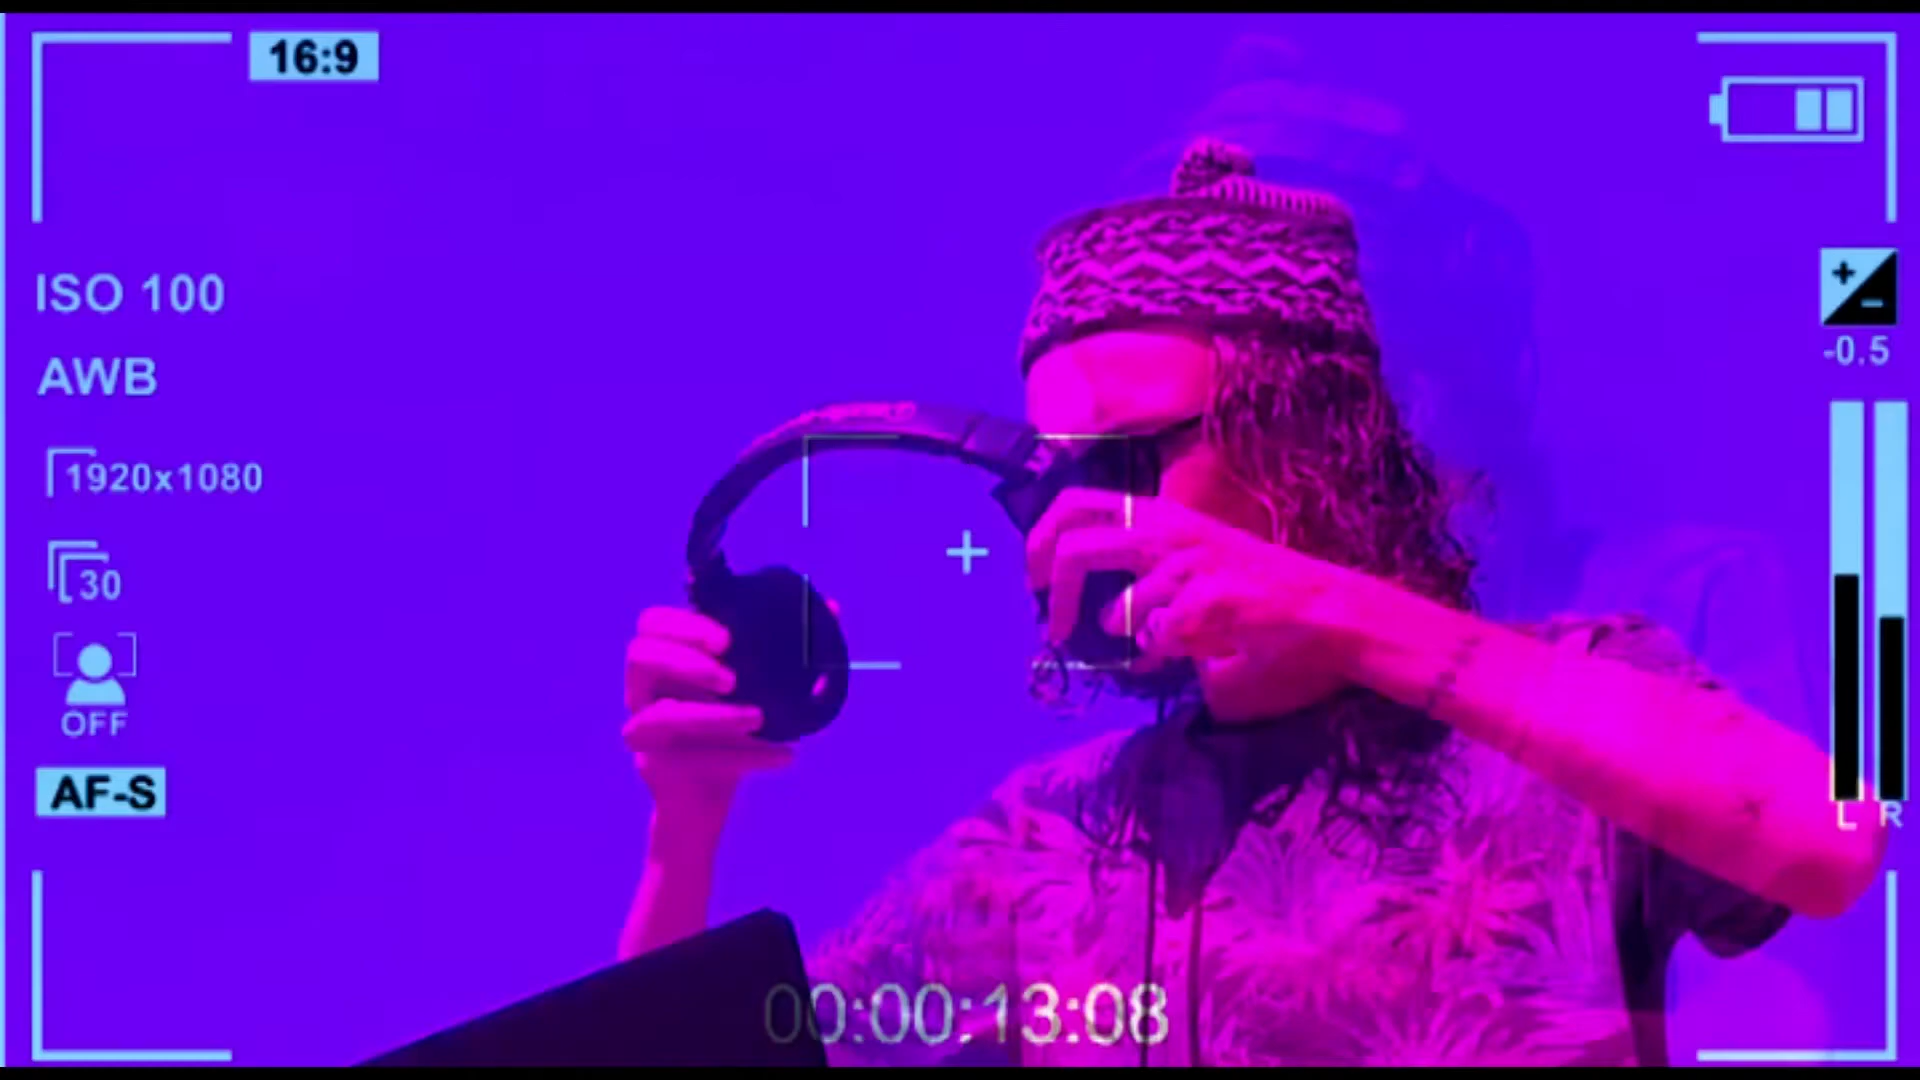 16:9
ISO 100
AWB
1920x1080
30
OFF
AF-S
+
-
-0.5
L R
00:00:13:08